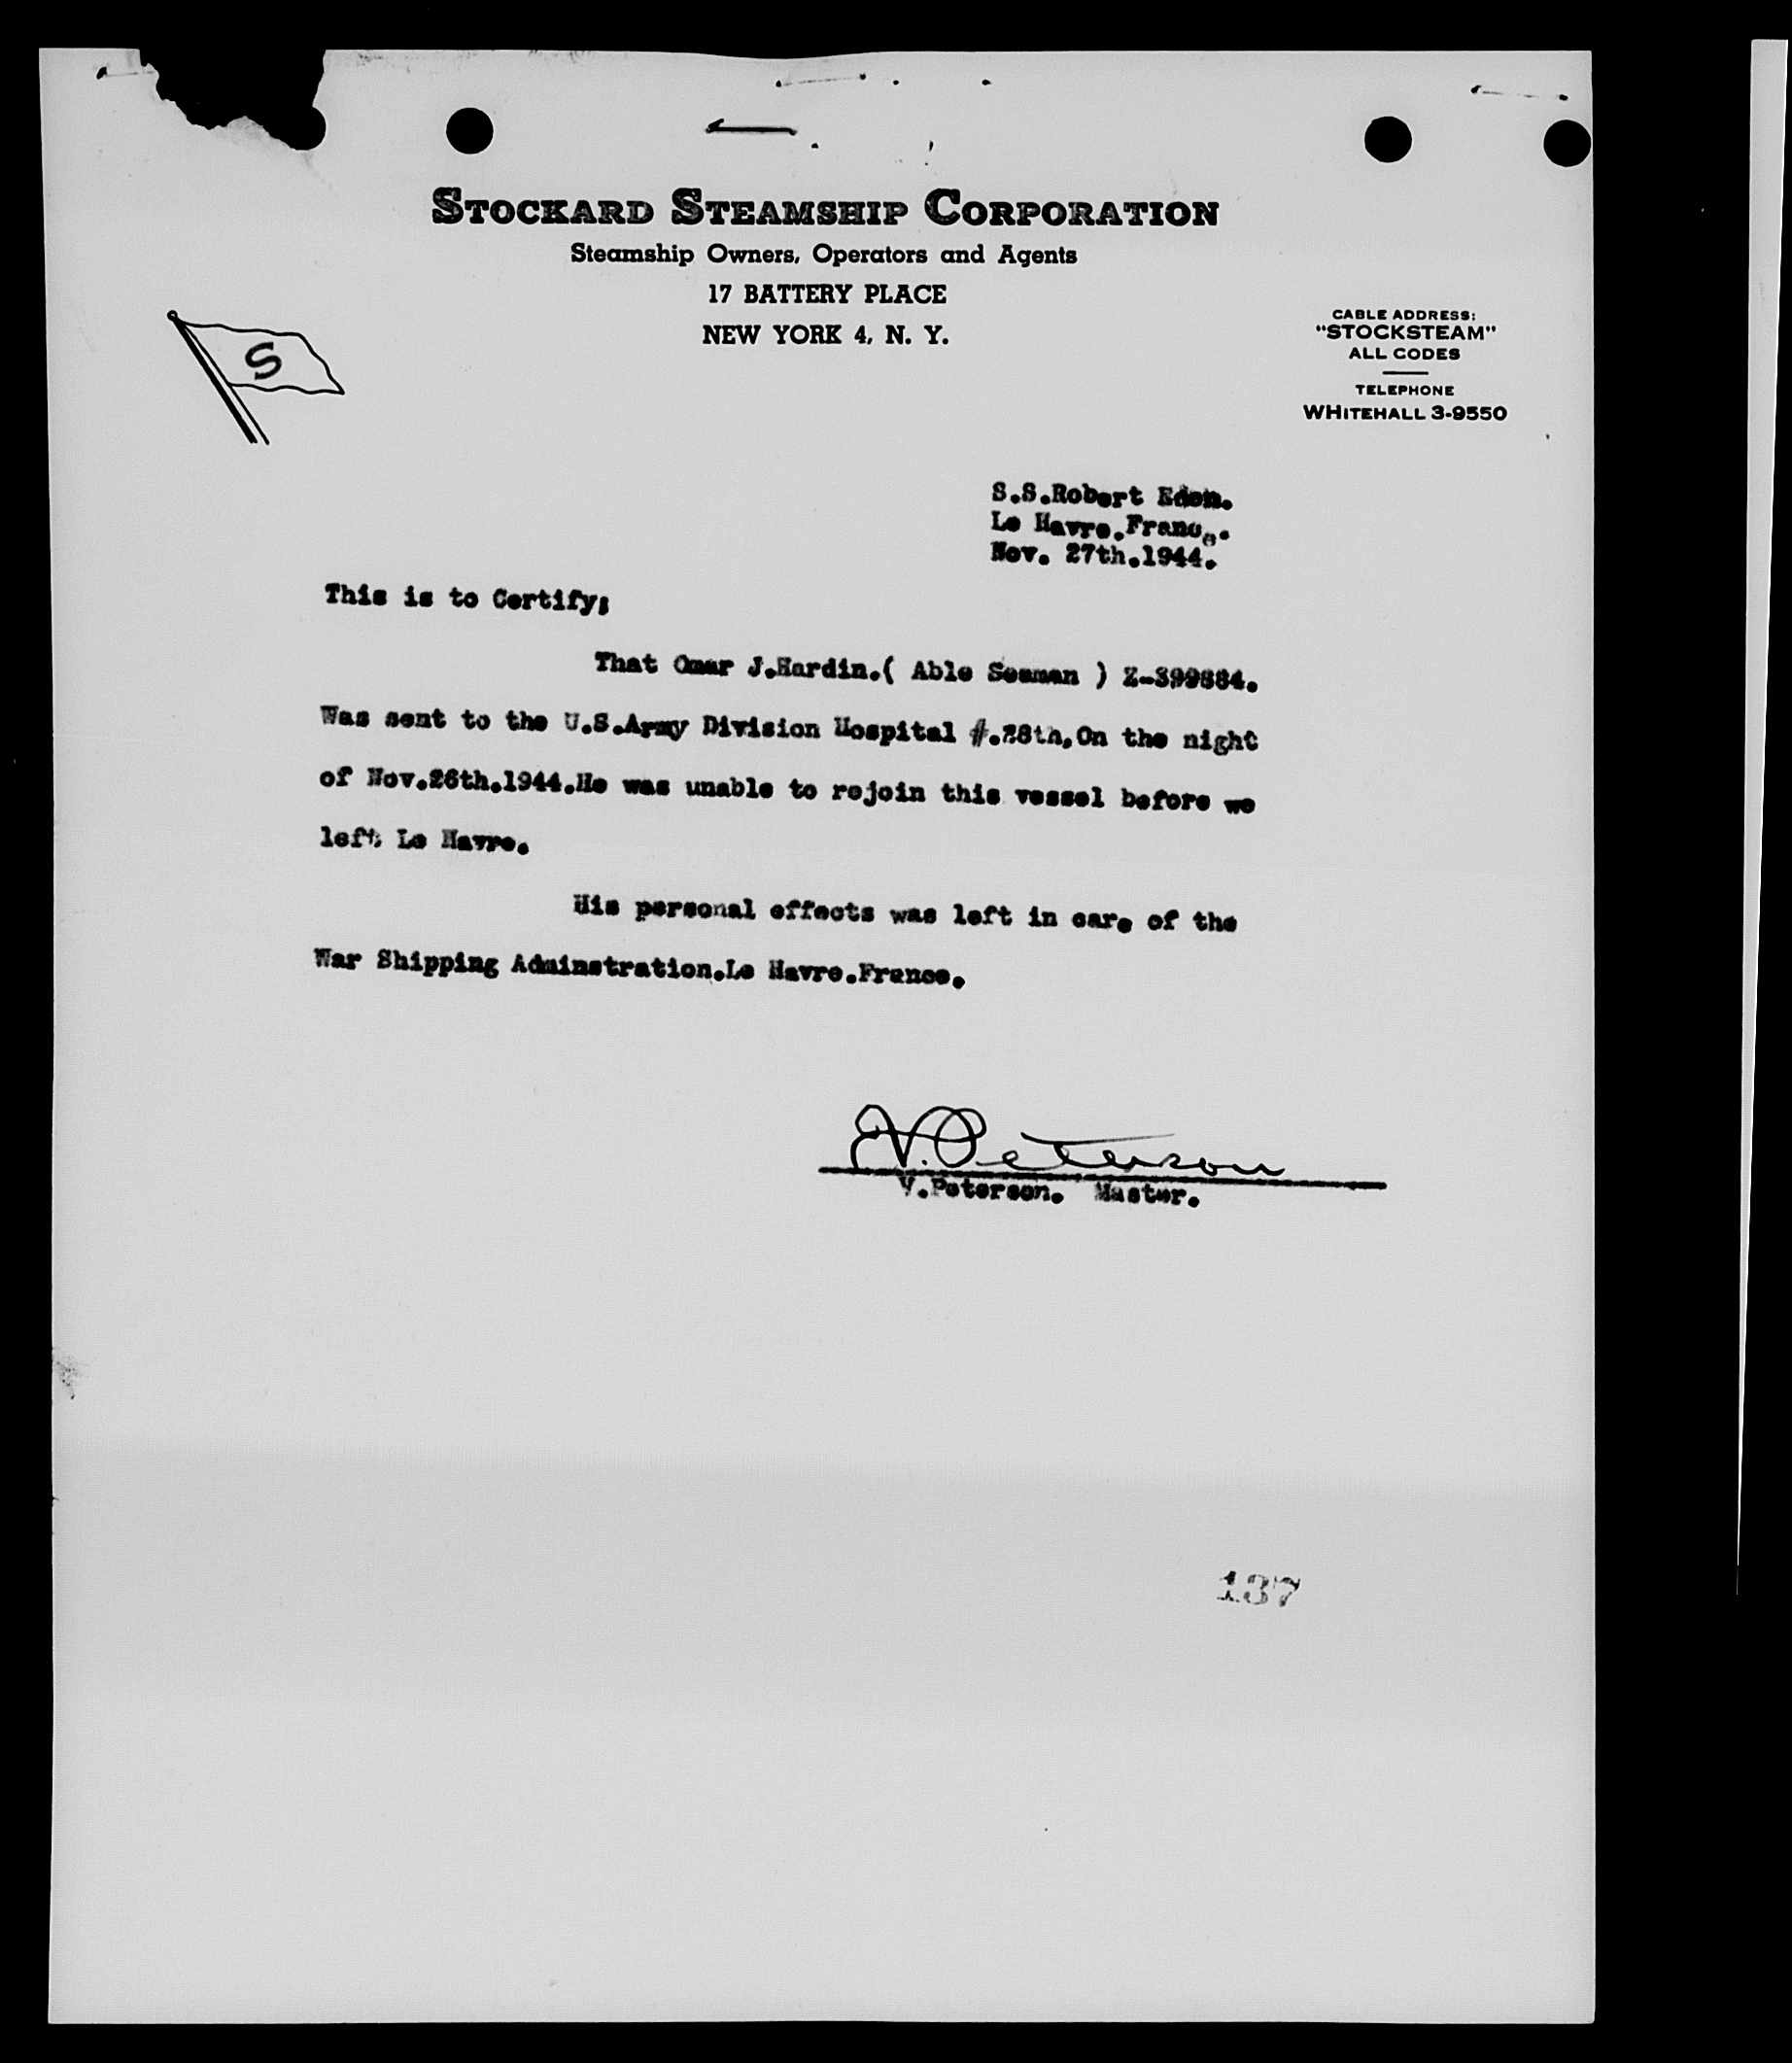 STOCKARD STEAMSHIP CORPORATION
Steamship Owners, Operators and Agents
17 BATTERY PLACE
NEW YORK 4, N. Y.
S
CABLE ADDRESS:
"STOCKSTEAM"
ALL CODES
TELEPHONE
WHITEHALL 3-9550
S.S.Robert Eden.
Le Havre.France.
Nov. 27th.1944.
This is to Certify;
That Omar J.Hardin.( Able Seaman )
Was sent to the U.S.Army Division Hospital #.28th,On the night
of Nov.26th.1944.He was unable to rejoin this vessel before we
left Le Havre.
His personal effects was left in care of the
War Shipping Adminstration.Le Havre.France.
V. Peterson
V.Peterson. Master.
137